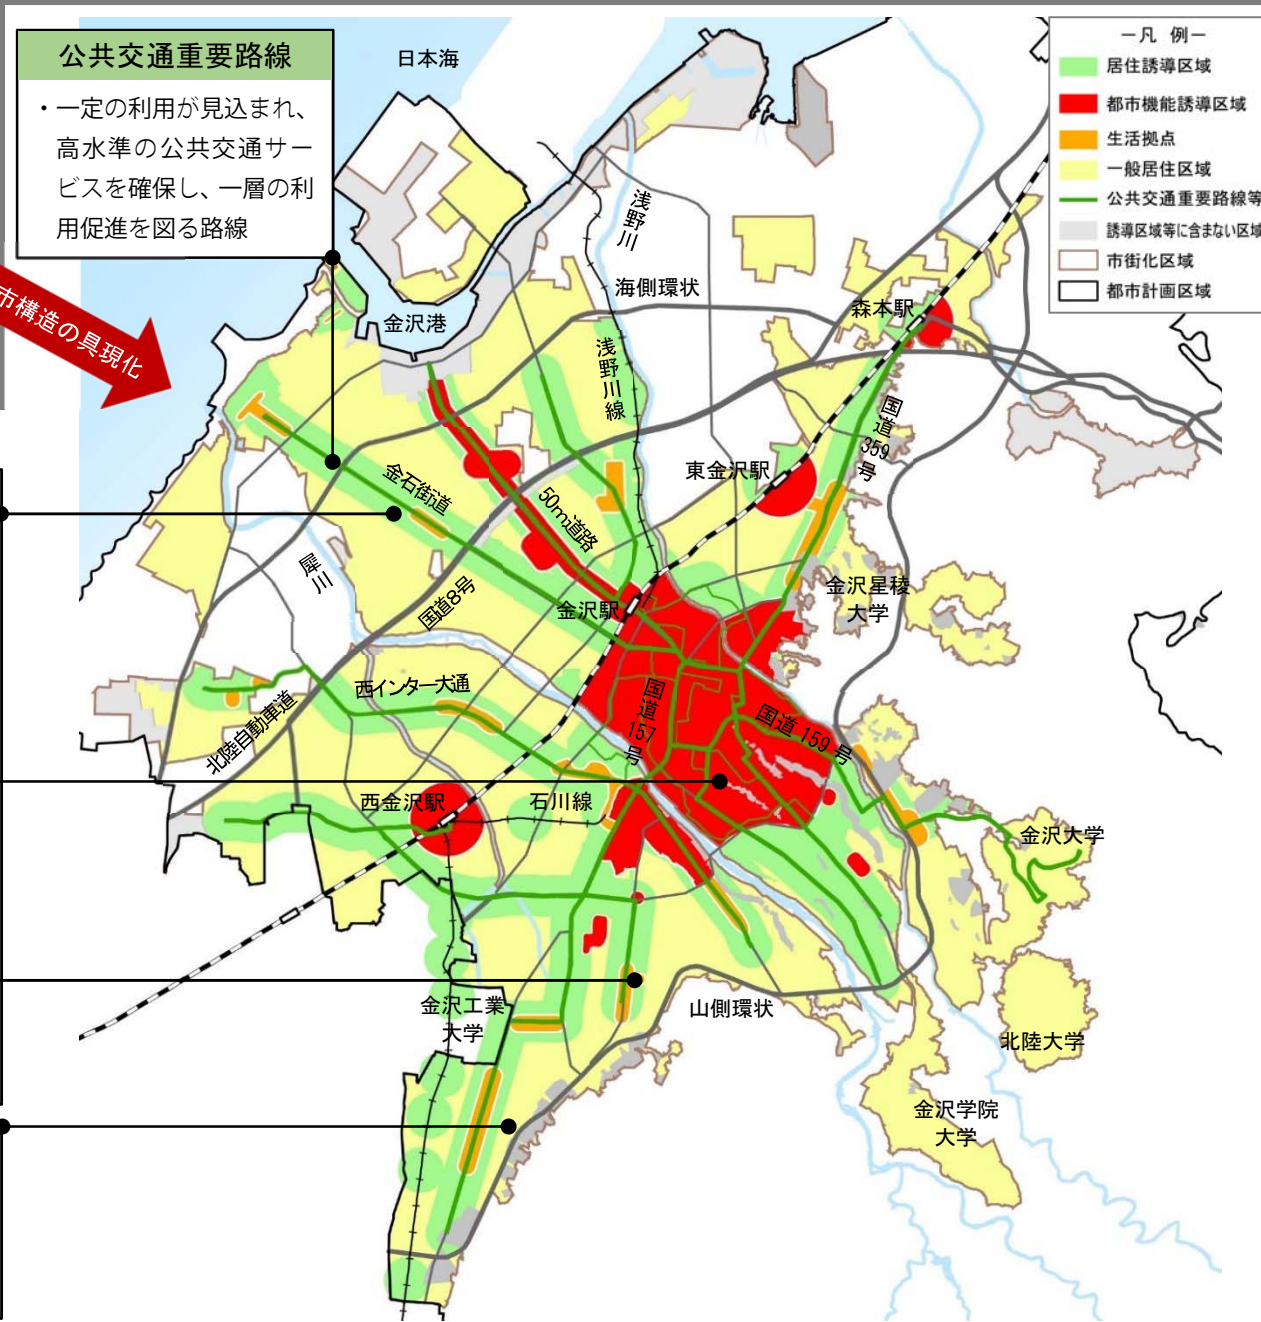 公共交通重要路線
・一定の利用が見込まれ、
高水準の公共交通サー
ビスを確保し、一層の利
用促進を図る路線
市構造の具現化
－凡 例－
居住誘導区域
都市機能誘導区域
生活拠点
一般居住区域
公共交通重要路線等
誘導区域等に含まない区域
市街化区域
都市計画区域
日本海
浅野川
海側環状
森本駅
金沢港
浅野川線
国道359号
東金沢駅
金石街道
50m道路
犀川
国道8号
金沢駅
金沢星稜
大学
西インター大通
国道157号
国道159号
北陸自動車道
西金沢駅
石川線
金沢大学
金沢工業
大学
山側環状
北陸大学
金沢学院
大学